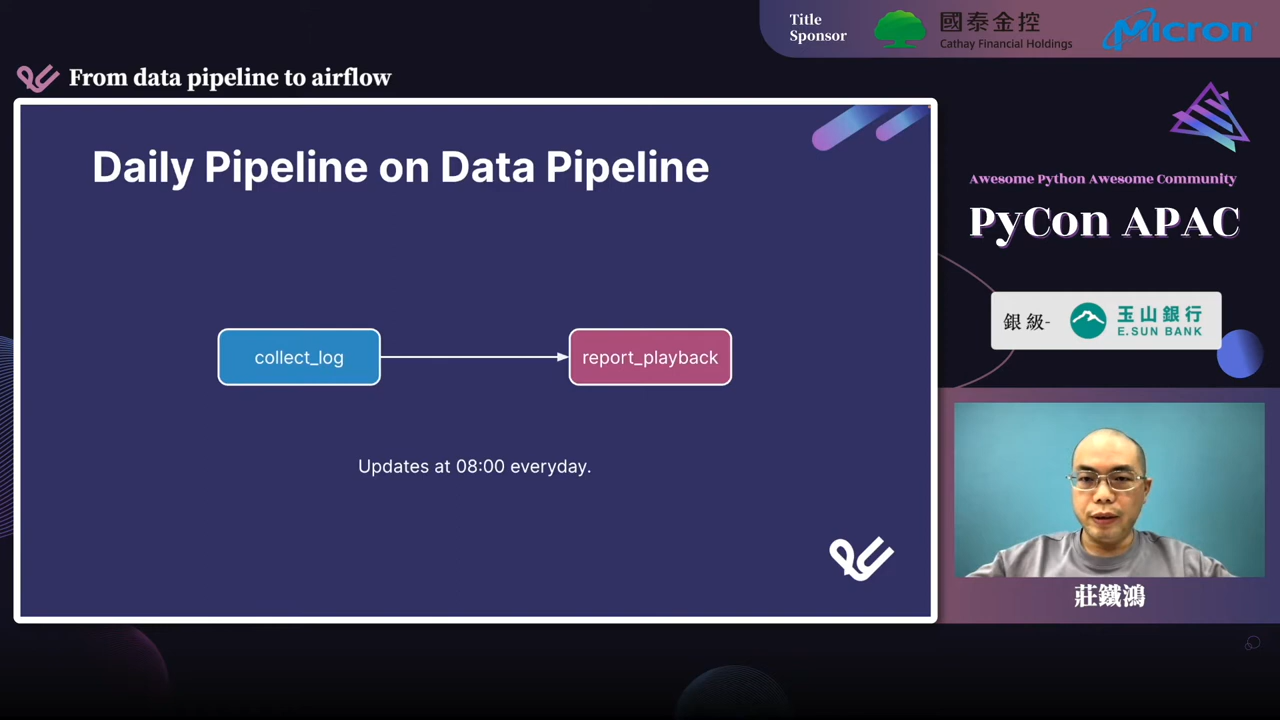 Title
Sponsor
國泰金控
Cathay Financial Holdings
Micron
From data pipeline to airflow
Daily Pipeline on Data Pipeline
collect_log
report_playback
Updates at 08:00 everyday.
Awesome Python Awesome Community
PyCon APAC
銀級-
玉山銀行
E.SUN BANK
莊鐵鴻